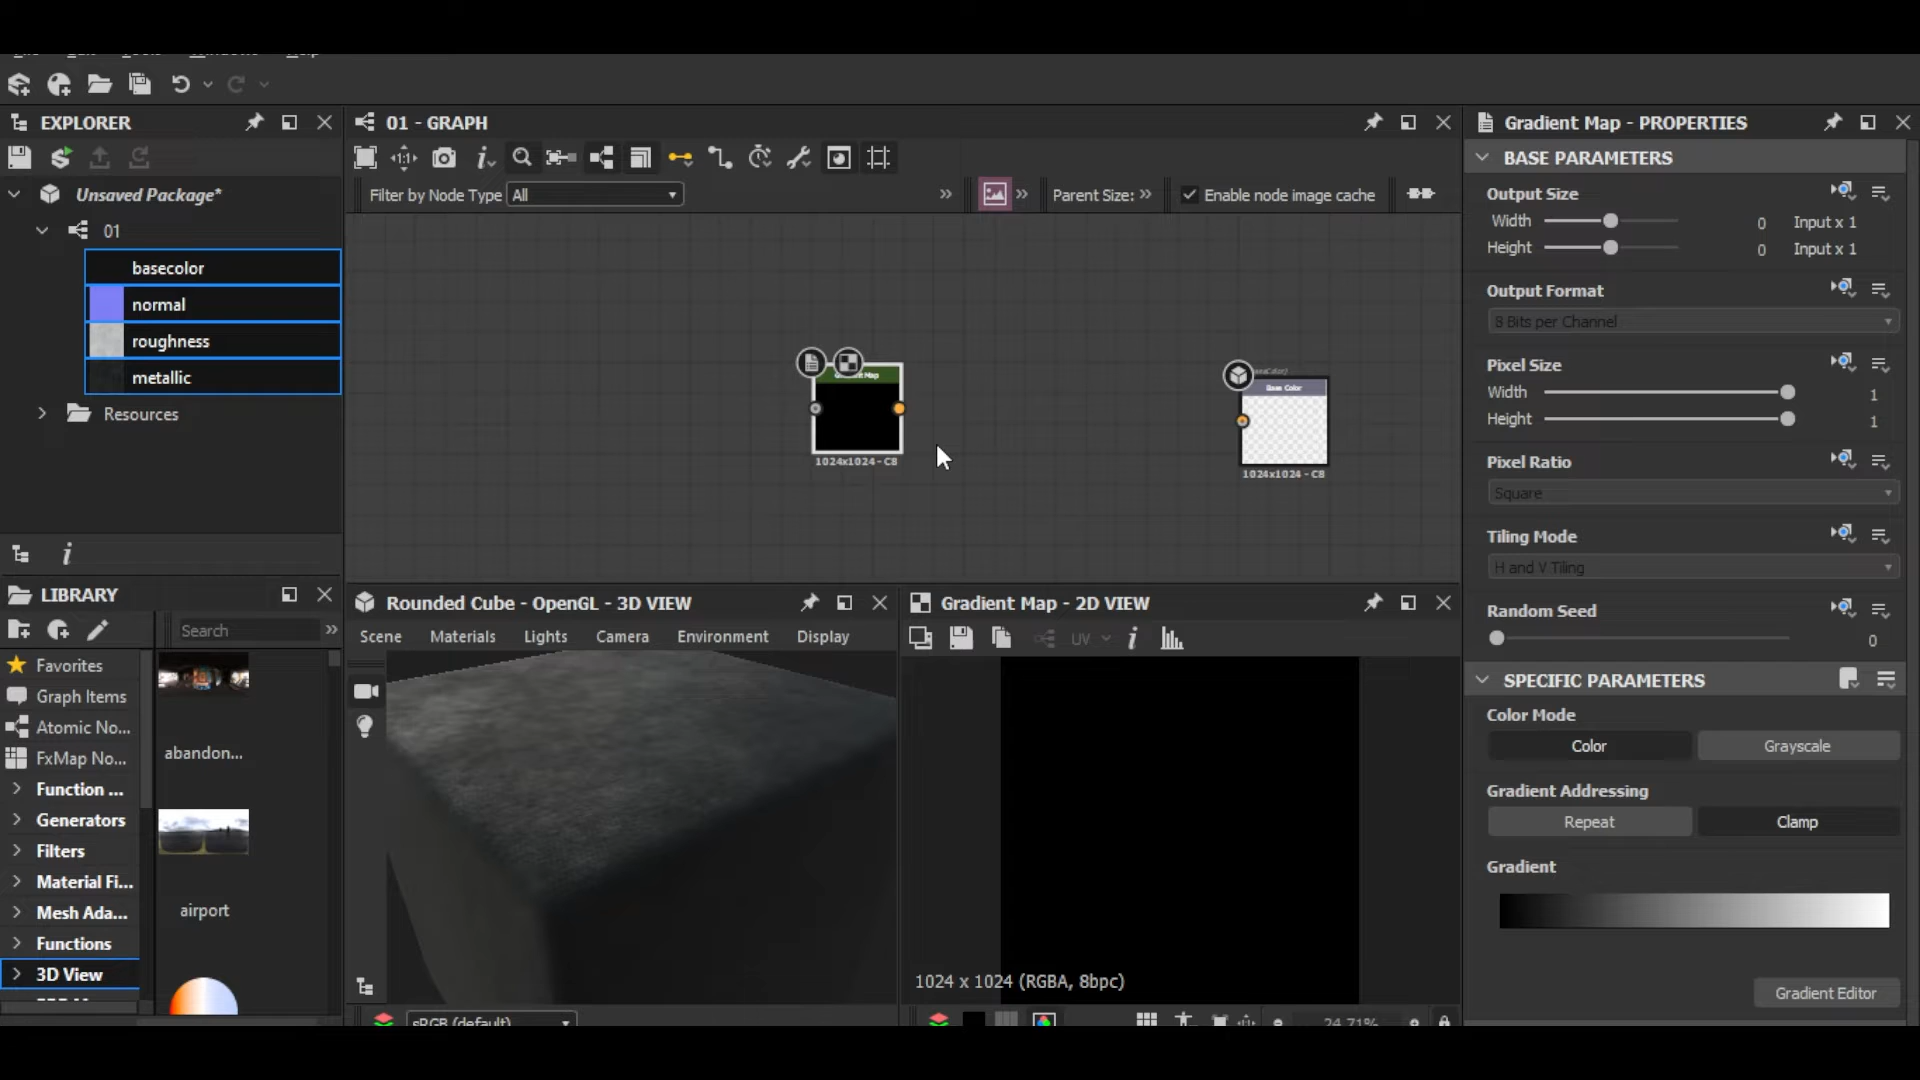 EXPLORER
01 - GRAPH
Gradient Map - PROPERTIES
BASE PARAMETERS
Unsaved Package*
Filter by Node Type
All
Parent Size:
Enable node image cache
Output Size
Width
0
Input x 1
Height
0
Input x 1
01
basecolor
normal
roughness
metallic
Resources
Output Format
8 Bits per Channel
Pixel Size
Width
1
Height
1
Base Color
1024x1024 - C8
1024x1024 - C8
Pixel Ratio
Square
Tiling Mode
H and V Tiling
Random Seed
0
LIBRARY
Search
Favorites
Graph Items
Atomic No...
FxMap No...
Function ...
Generators
Filters
Material Fi...
Mesh Ada...
Functions
3D View
abandon...
airport
Rounded Cube - OpenGL - 3D VIEW
Scene
Materials
Lights
Camera
Environment
Display
sRGB (default)
Gradient Map - 2D VIEW
UV
1024 x 1024 (RGBA, 8bpc)
24.71%
SPECIFIC PARAMETERS
Color Mode
Color
Grayscale
Gradient Addressing
Repeat
Clamp
Gradient
Gradient Editor